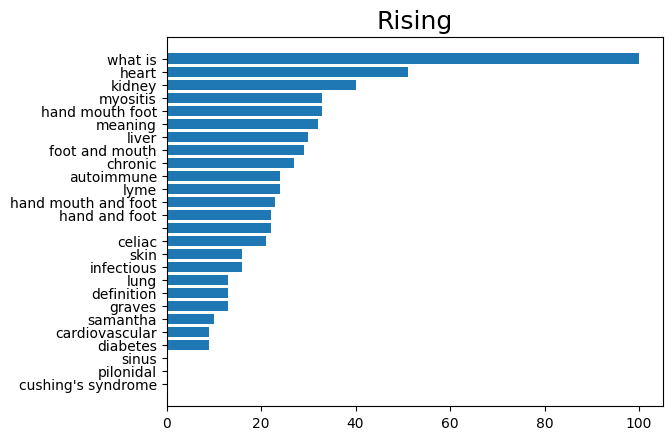 Rising
what is
heart
kidney
myositis
hand mouth foot
meaning
liver
foot and mouth
chronic
autoimmune
lyme
hand mouth and foot
hand and foot
celiac
skin
infectious
lung
definition
graves
samantha
cardiovascular
diabetes
sinus
pilonidal
cushing's syndrome
0 20 40 60 80 100